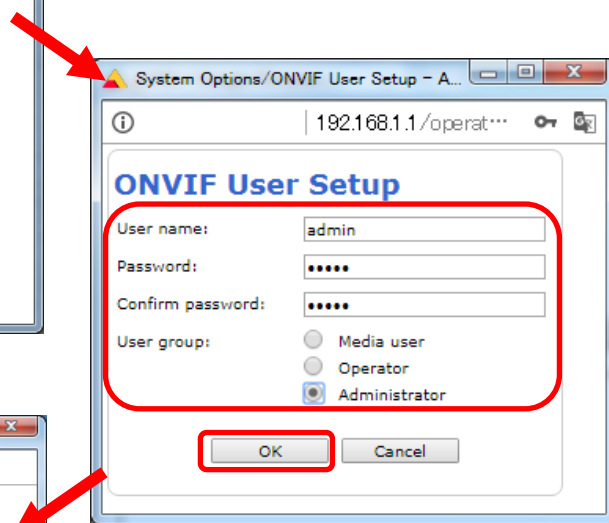 System Options/ONVIF User Setup - A...
192.168.1.1/operat···
ONVIF User Setup
User name: admin
Password: •••••
Confirm password: •••••
User group: Media user
Operator
Administrator
OK Cancel